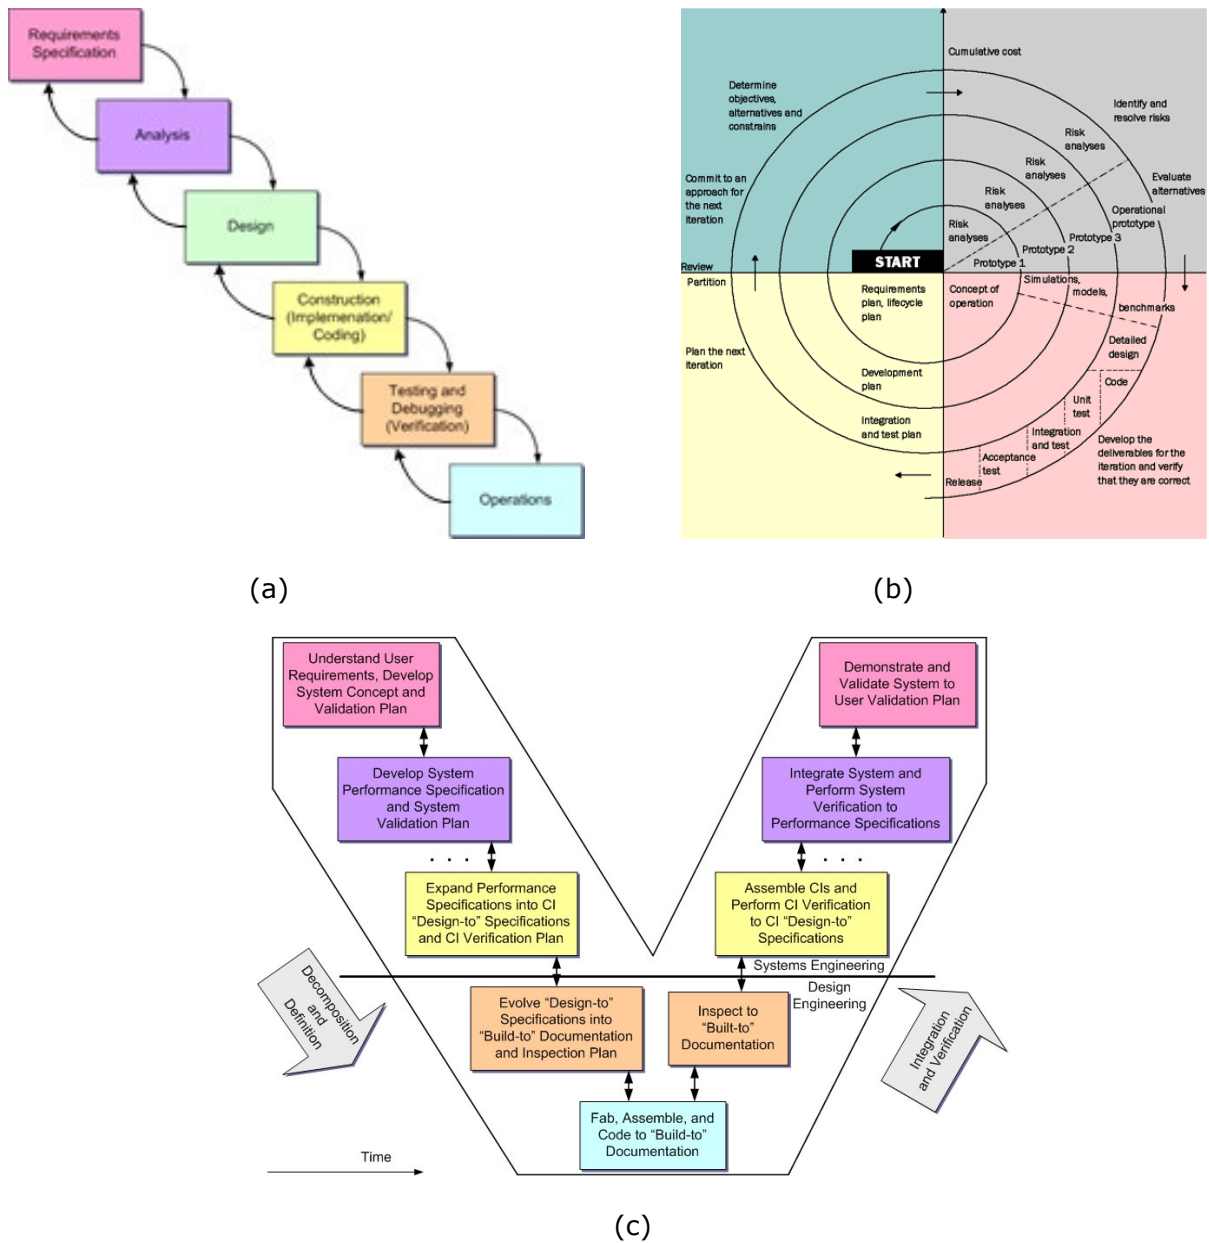 Requirements
Specification
Analysis
Design
Construction
(Implemenation/
Coding)
Testing and
Debugging
(Verification)
Operations
(a)
Cumulative cost
Determine
objectives,
alternatives and
constrains
Identify and
resolve risks
Risk
analyses
Risk
analyses
Risk
analyses
Risk
analyses
Commit to an
approach for
the next
iteration
Evaluate
alternatives
Operational
prototype
Prototype 3
Prototype 2
Prototype 1
START
Review
Partition
Requirements
plan, lifecycle
plan
Concept of
operation
Simulations,
models,
benchmarks
Plan the next
iteration
Detailed
design
Development
plan
Code
Unit
test
Integration
and test plan
Integration
and test
Acceptance
test
Release
Develop the
deliverables for the
iteration and verify
that they are correct
(b)
Understand User
Requirements, Develop
System Concept and
Validation Plan
Demonstrate and
Validate System to
User Validation Plan
Develop System
Performance Specification
and System
Validation Plan
Integrate System and
Perform System
Verification to
Performance Specifications
. . .
. . .
Expand Performance
Specifications into CI
“Design-to” Specifications
and CI Verification Plan
Assemble CIs and
Perform CI Verification
to CI “Design-to”
Specifications
Systems Engineering
Design
Engineering
Decomposition
and
Definition
Evolve “Design-to”
Specifications into
“Build-to” Documentation
and Inspection Plan
Inspect to
“Built-to”
Documentation
Integration
and Verification
Fab, Assemble, and
Code to “Build-to”
Documentation
Time
(c)